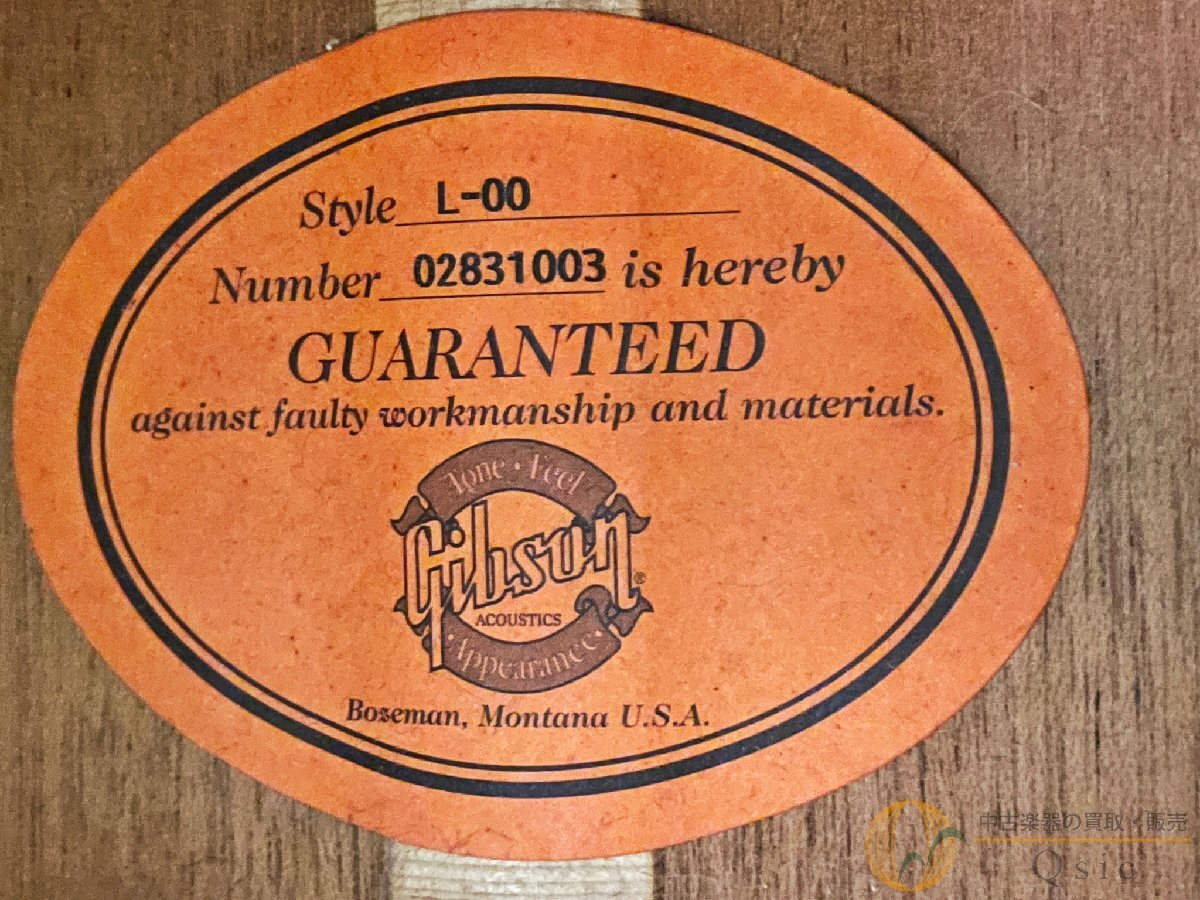 Style L-00
Number 02831003 is hereby
GUARANTEED
against faulty workmanship and materials.
Tone · Feel
Gibson®
ACOUSTICS
· Appearance ·
Bozeman, Montana U.S.A.
中古楽器の買取・販売
Qsic